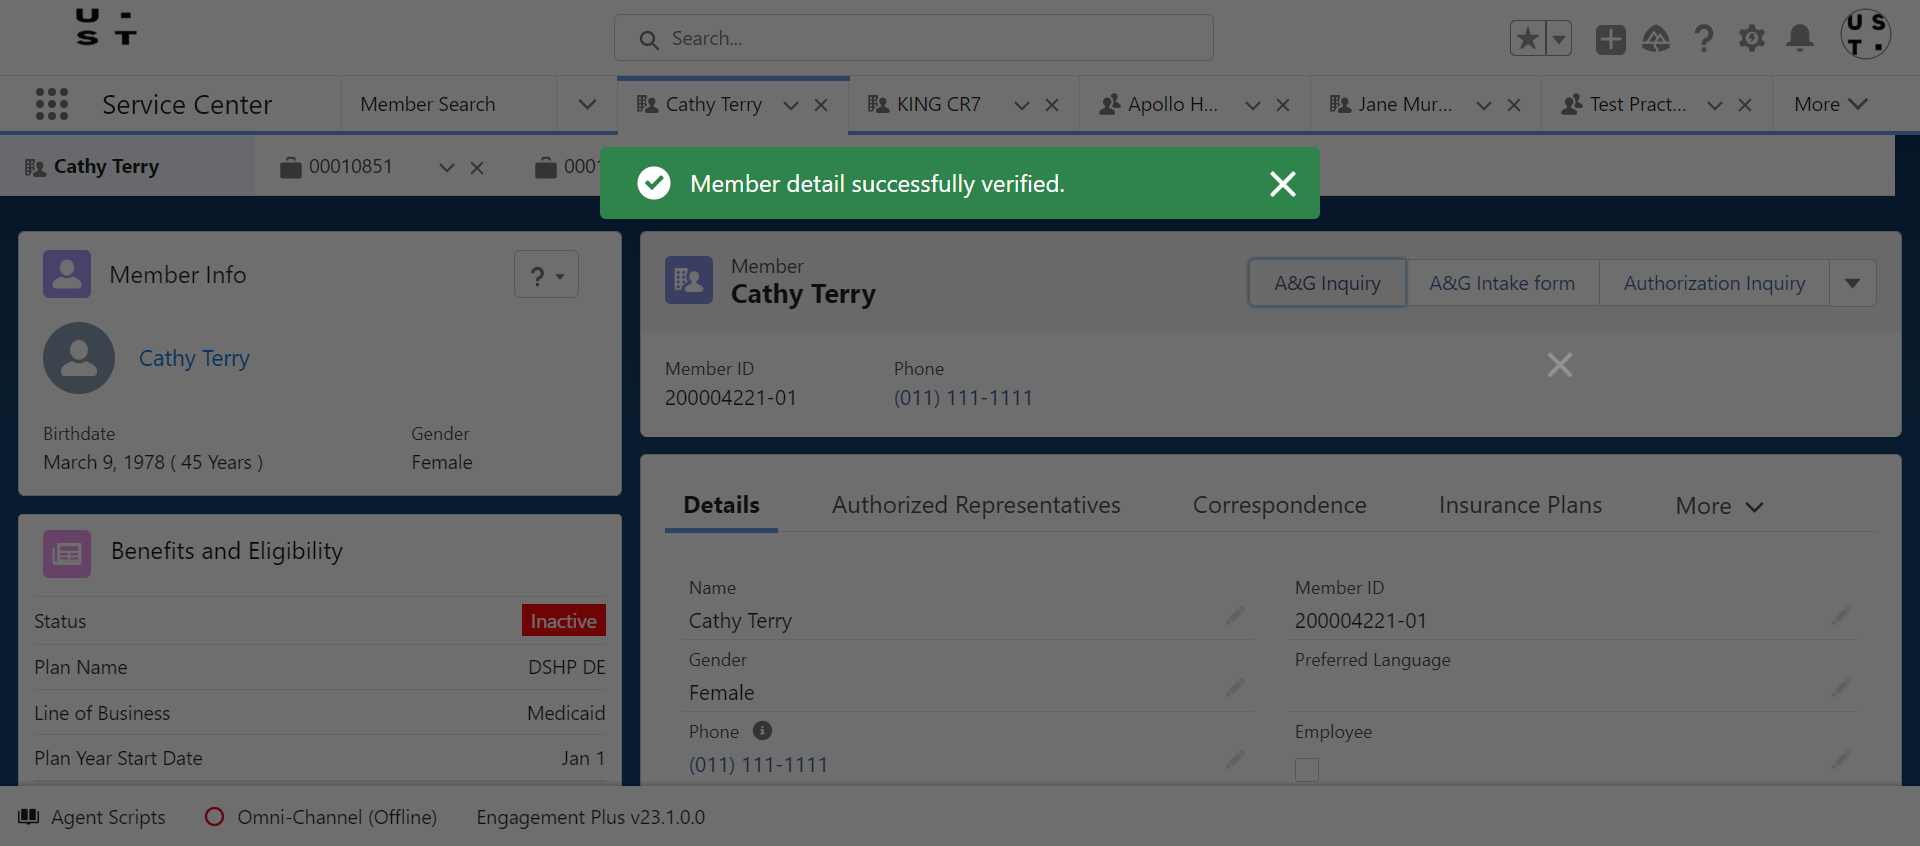 U S T
Search...
U S T
Service Center
Member Search
Cathy Terry
KING CR7
Apollo H...
Jane Mur...
Test Pract...
More
Cathy Terry
00010851
0001
Member detail successfully verified.
Member Info
?
Cathy Terry
Birthdate
March 9, 1978 ( 45 Years )
Gender
Female
Member
Cathy Terry
A&G Inquiry
A&G Intake form
Authorization Inquiry
Member ID
200004221-01
Phone
(011) 111-1111
Benefits and Eligibility
Status Inactive
Plan Name DSHP DE
Line of Business Medicaid
Plan Year Start Date Jan 1
Details
Authorized Representatives
Correspondence
Insurance Plans
More
Name
Cathy Terry
Member ID
200004221-01
Gender
Female
Preferred Language
Phone
(011) 111-1111
Employee
Agent Scripts
Omni-Channel (Offline)
Engagement Plus v23.1.0.0